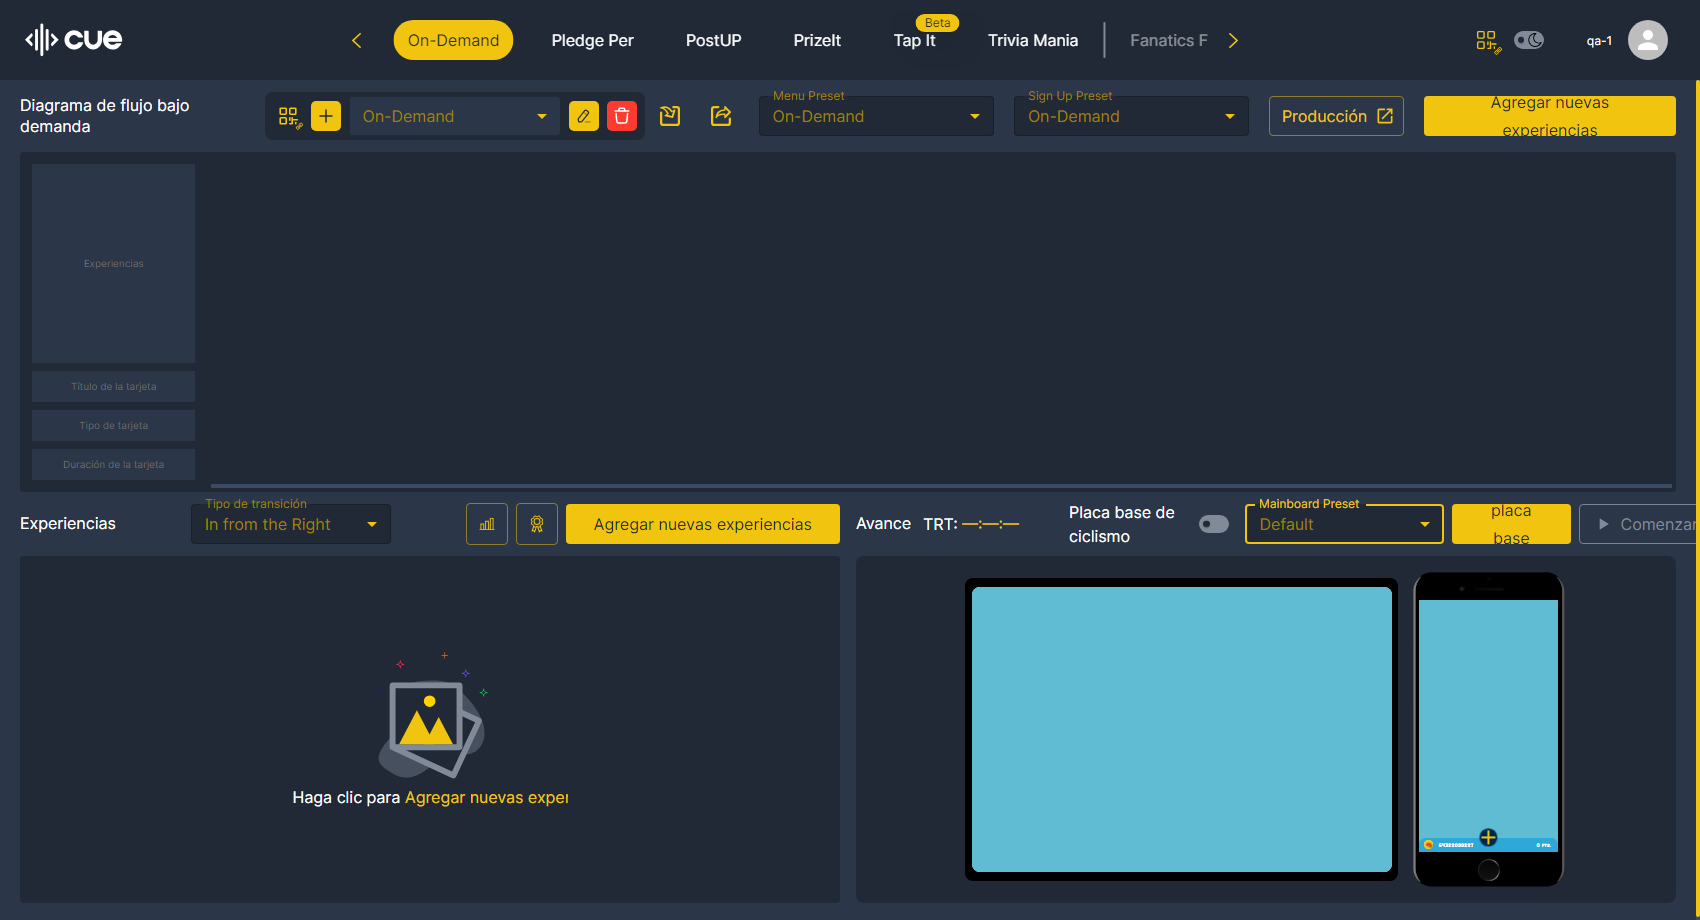 cue
On-Demand
Pledge Per
PostUP
PrizeIt
Beta
Tap It
Trivia Mania
Fanatics F
qa-1
Diagrama de flujo bajo
demanda
On-Demand
Menu Preset
On-Demand
Sign Up Preset
On-Demand
Producción
Agregar nuevas
experiencias
Experiencias
Título de la tarjeta
Tipo de tarjeta
Duración de la tarjeta
Experiencias
Tipo de transición
In from the Right
Agregar nuevas experiencias
Avance
TRT: —:—:—
Placa base de
ciclismo
Mainboard Preset
Default
placa
base
Comenzar
Haga clic para Agregar nuevas exper
0 PTS.